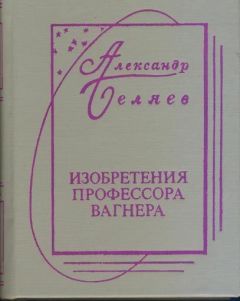 Александр
Беляев
ИЗОБРЕТЕНИЯ
ПРОФЕССОРА
ВАГНЕРА